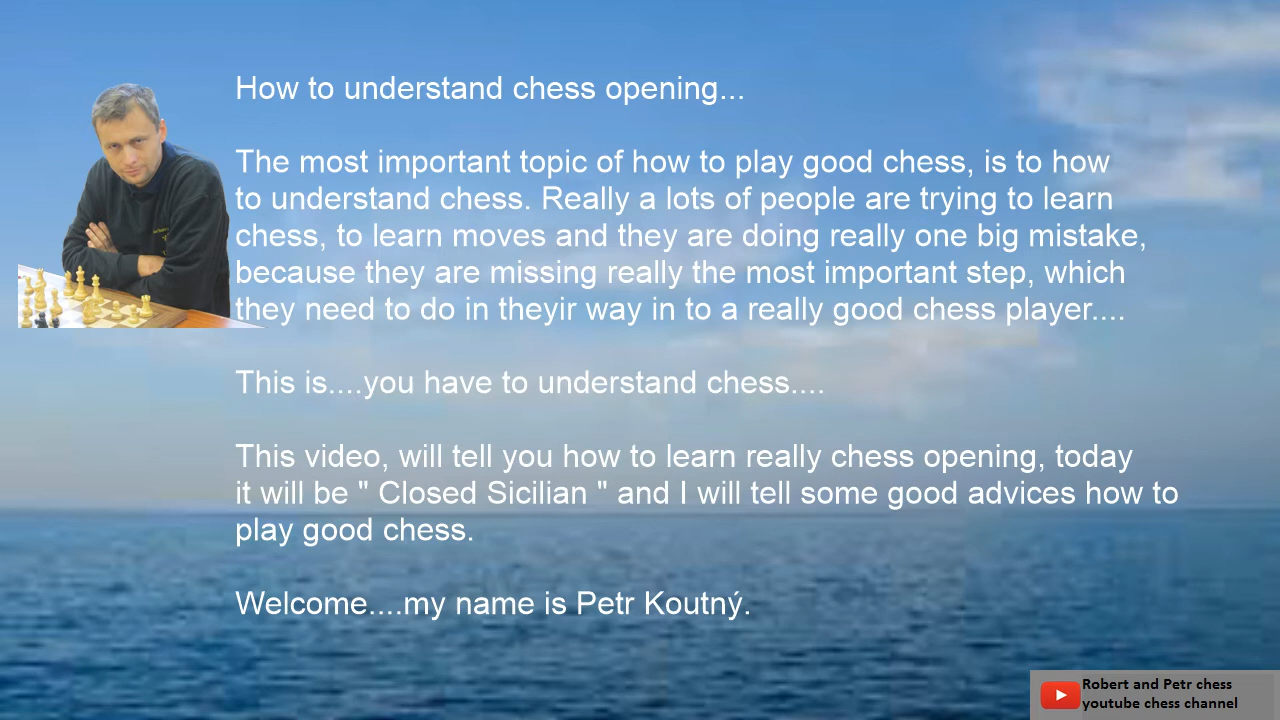 How to understand chess opening...
The most important topic of how to play good chess, is to how
to understand chess. Really a lots of people are trying to learn
chess, to learn moves and they are doing really one big mistake,
because they are missing really the most important step, which
they need to do in theyir way in to a really good chess player....
This is....you have to understand chess....
This video, will tell you how to learn really chess opening, today
it will be " Closed Sicilian " and I will tell some good advices how to
play good chess.
Welcome....my name is Petr Koutný.
Robert and Petr chess
youtube chess channel